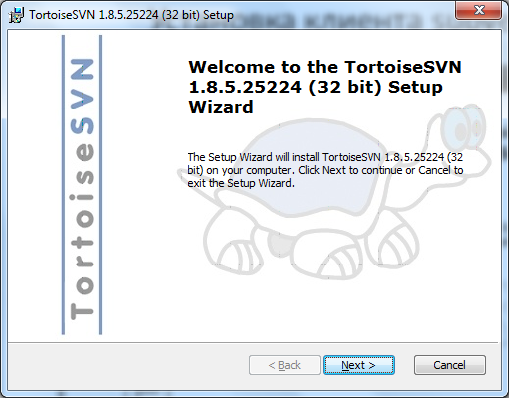 TortoiseSVN 1.8.5.25224 (32 bit) Setup
Welcome to the TortoiseSVN
1.8.5.25224 (32 bit) Setup
Wizard
TortoiseSVN
The Setup Wizard will install TortoiseSVN 1.8.5.25224 (32
bit) on your computer. Click Next to continue or Cancel to
exit the Setup Wizard.
< Back
Next >
Cancel